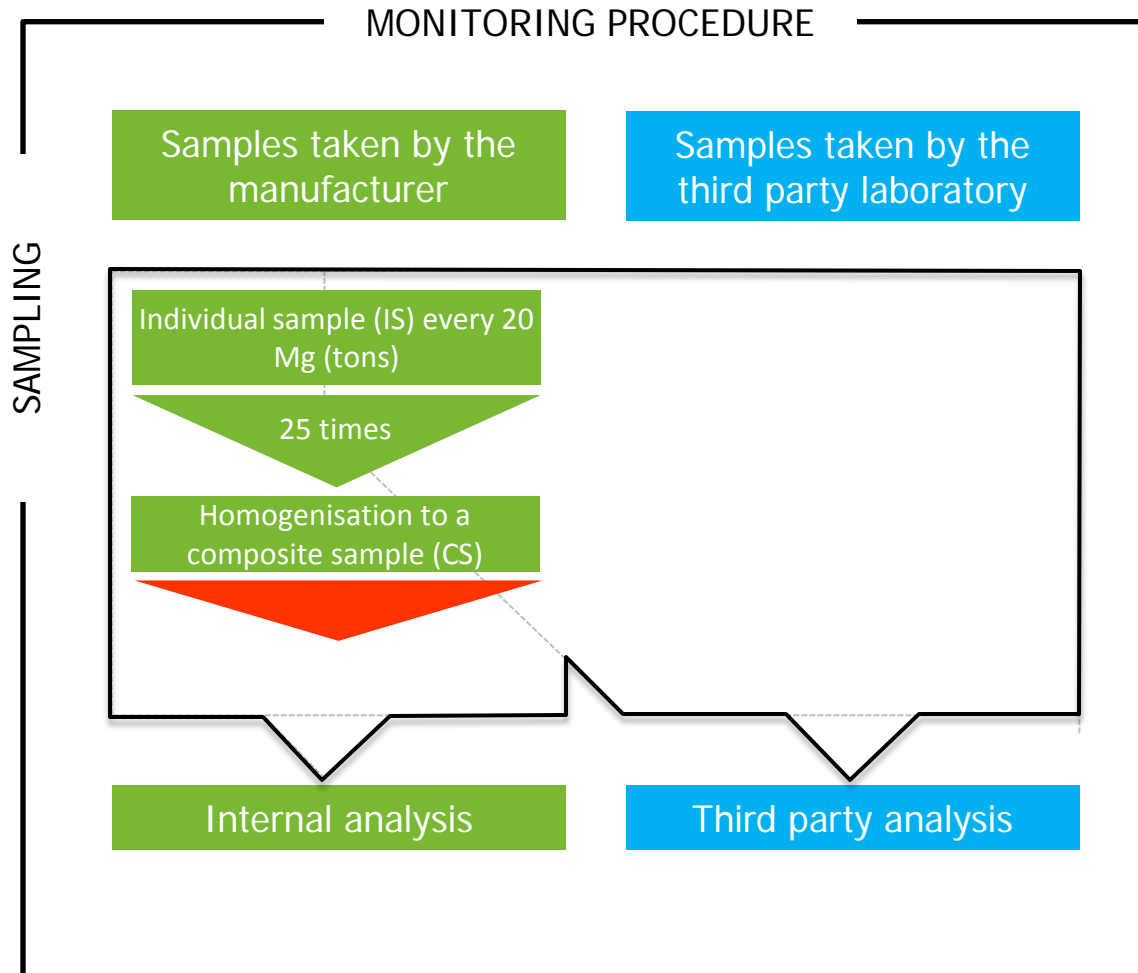 MONITORING PROCEDURE
Samples taken by the
manufacturer
Samples taken by the
third party laboratory
SAMPLING
Individual sample (IS) every 20
Mg (tons)
25 times
Homogenisation to a
composite sample (CS)
Internal analysis
Third party analysis